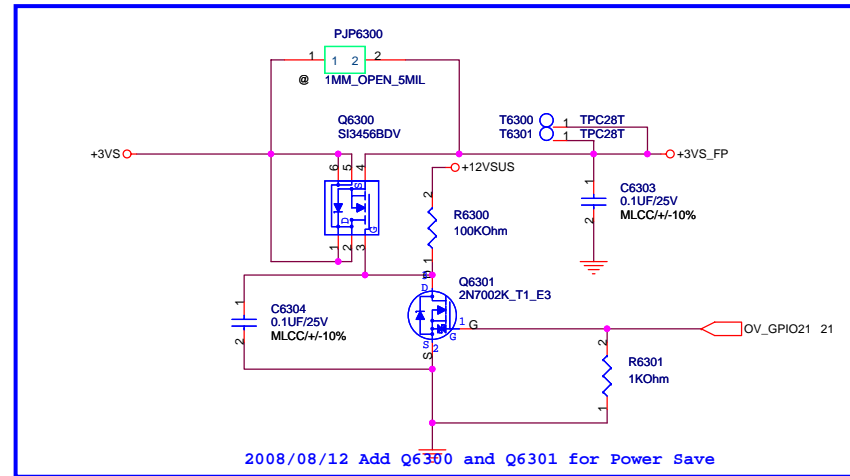 PJP6300
1 1 2 2
@ 1MM_OPEN_5MIL
Q6300
SI3456BDV
T6300 1 TPC28T
T6301 1 TPC28T
+3VS
+3VS_FP
+12VSUS
6 5 4
S
D
G
1 2 3
2
R6300
100KOhm
1
1
C6303
0.1UF/25V
MLCC/+/-10%
2
Q6301
2N7002K_T1_E3
D
1 G
S 2 G
S
1
C6304
0.1UF/25V
MLCC/+/-10%
2
OV_GPIO21 21
2
R6301
1KOhm
1
2008/08/12 Add Q6300 and Q6301 for Power Save